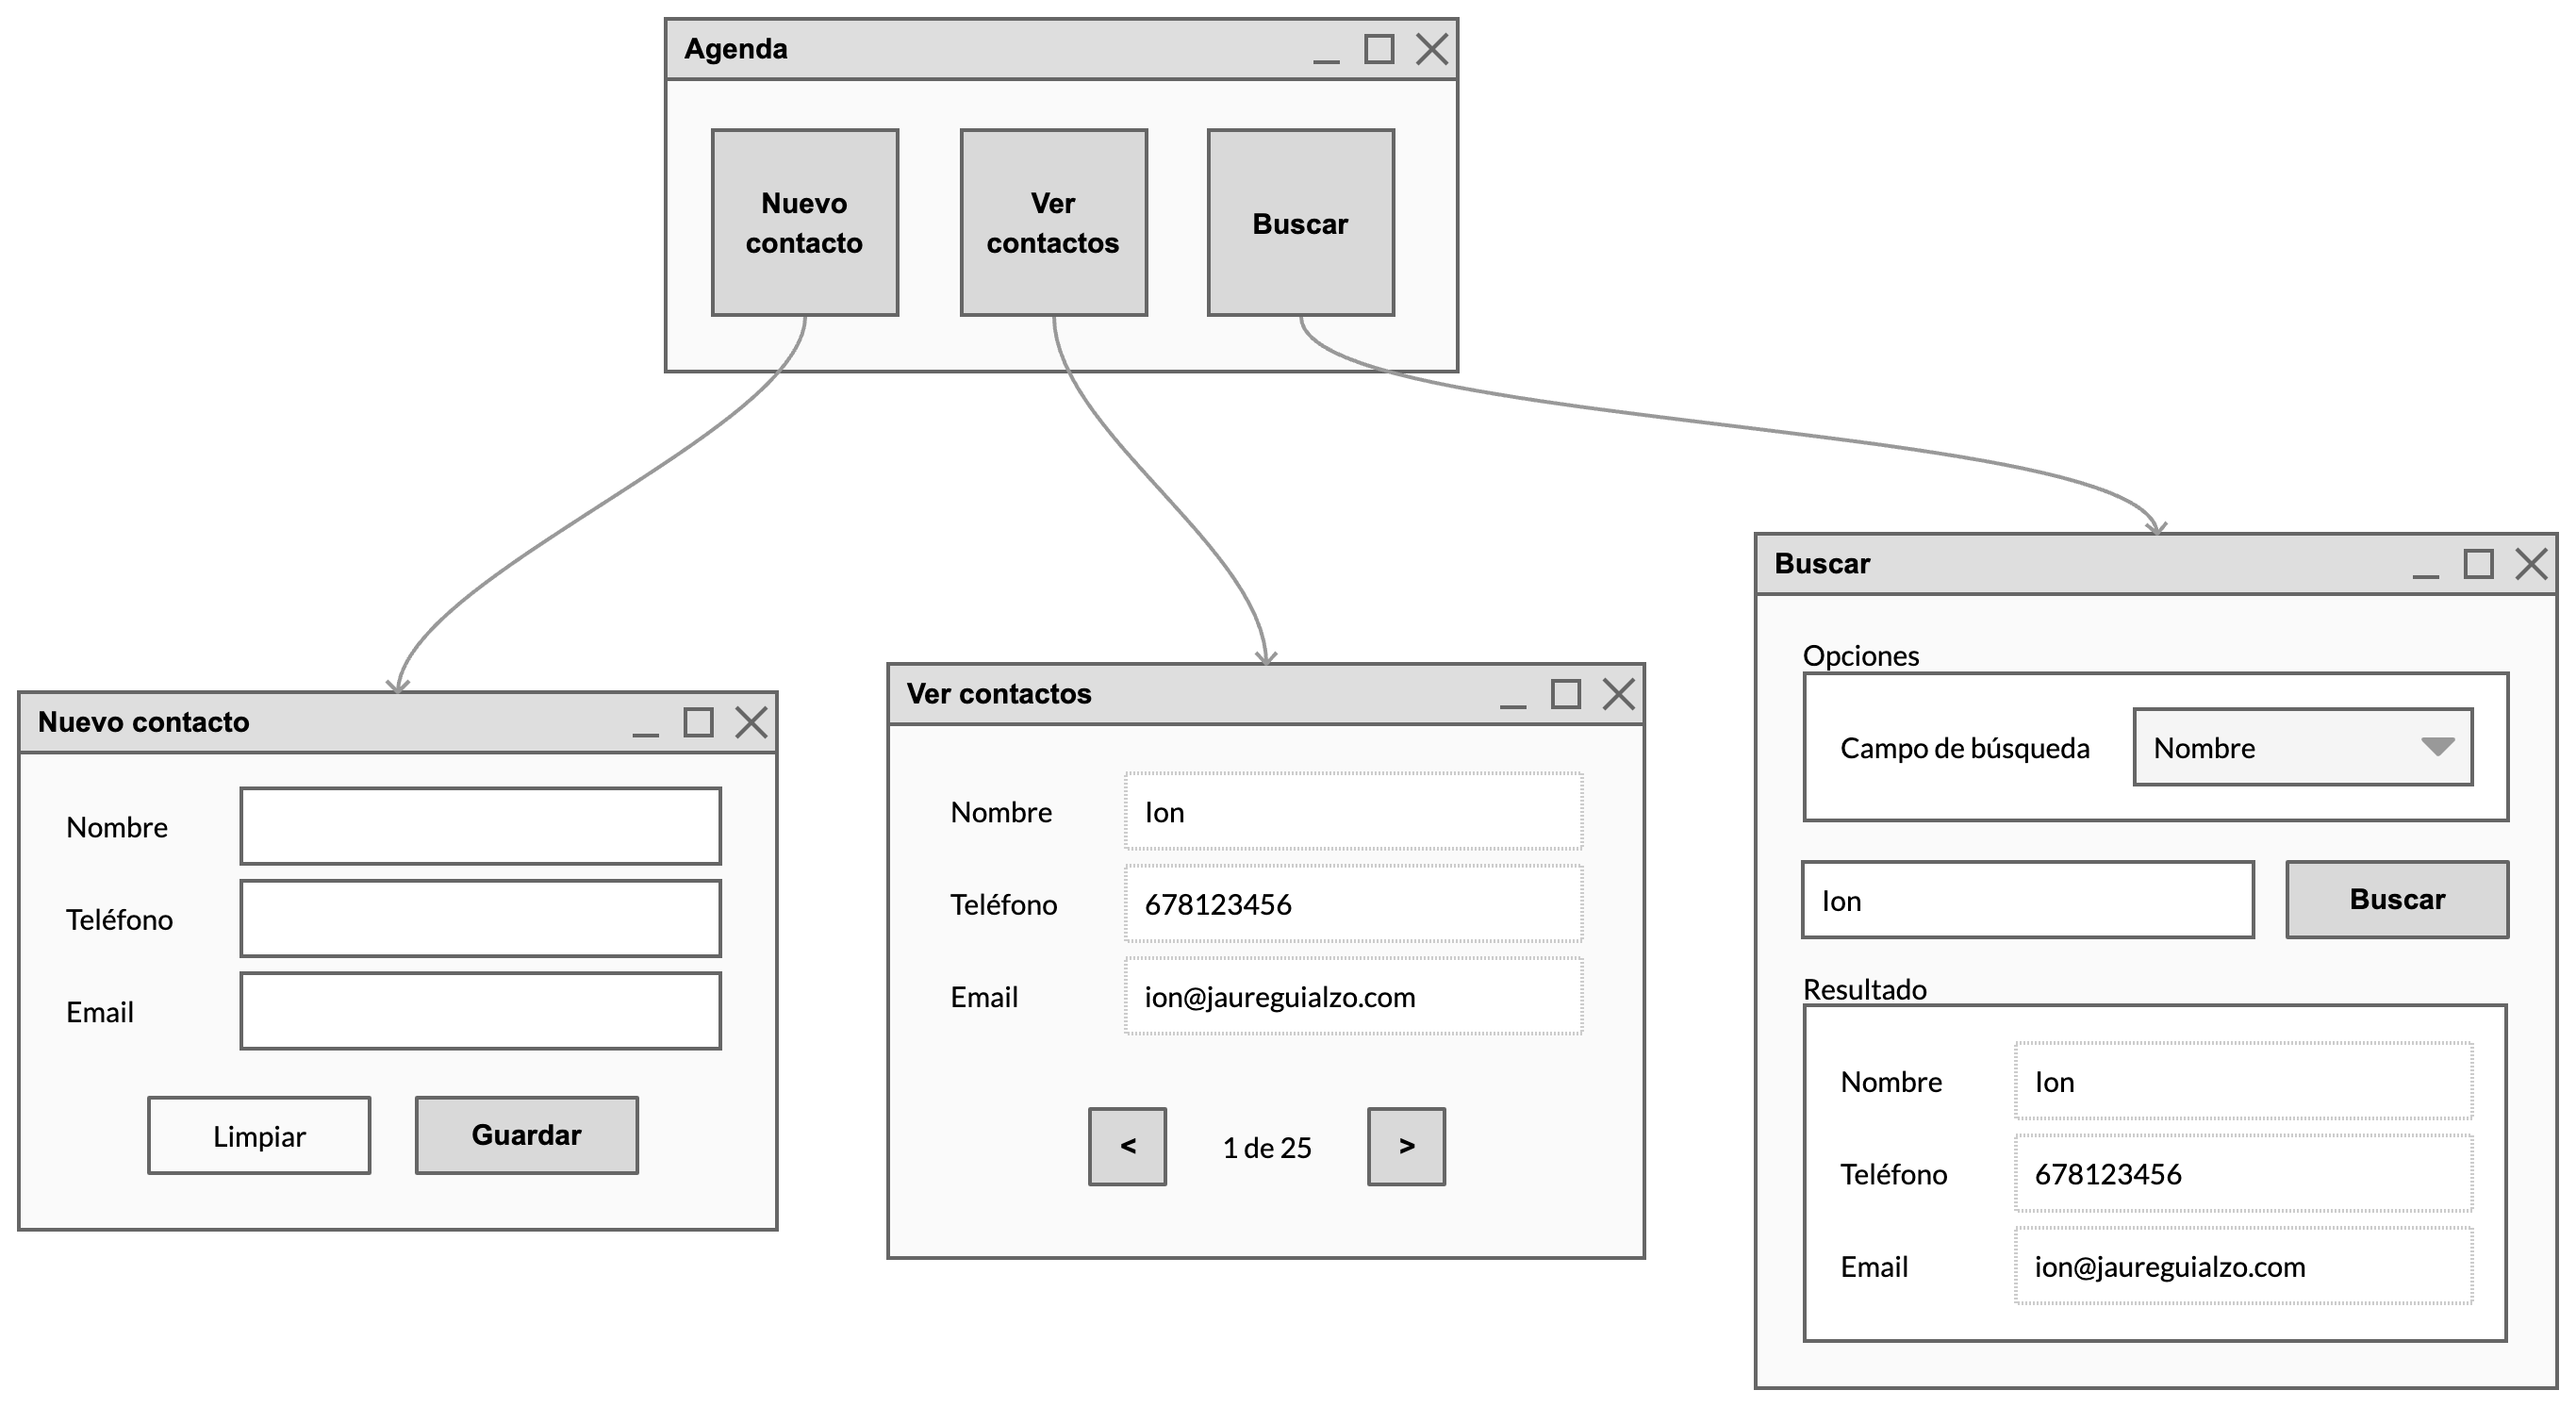 Agenda
Nuevo
contacto
Ver
contactos
Buscar
Nuevo contacto
Nombre
Teléfono
Email
Limpiar
Guardar
Ver contactos
Nombre
Ion
Teléfono
678123456
Email
ion@jaureguialzo.com
<
1 de 25
>
Buscar
Opciones
Campo de búsqueda
Nombre
Ion
Buscar
Resultado
Nombre
Ion
Teléfono
678123456
Email
ion@jaureguialzo.com